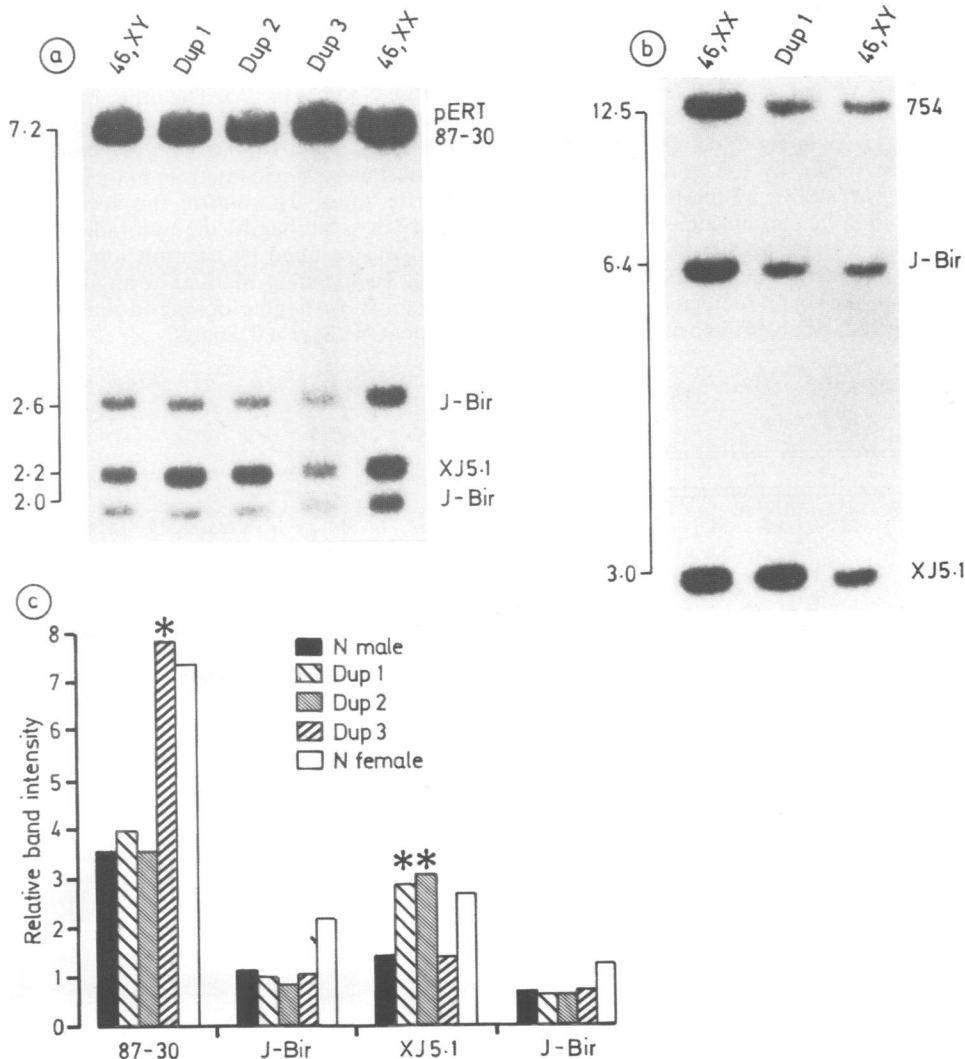 a
46,XY
Dup 1
Dup 2
Dup 3
46,XX
7·2
2·6
2·2
2·0
pERT
87-30
J-Bir
XJ5.1
J-Bir
b
46,XX
Dup 1
46,XY
12·5
6·4
3·0
754
J-Bir
XJ5·1
c
Relative band intensity
8
7
6
5
4
3
2
1
0
*
**
N male
Dup 1
Dup 2
Dup 3
N female
87-30
J-Bir
XJ5.1
J-Bir